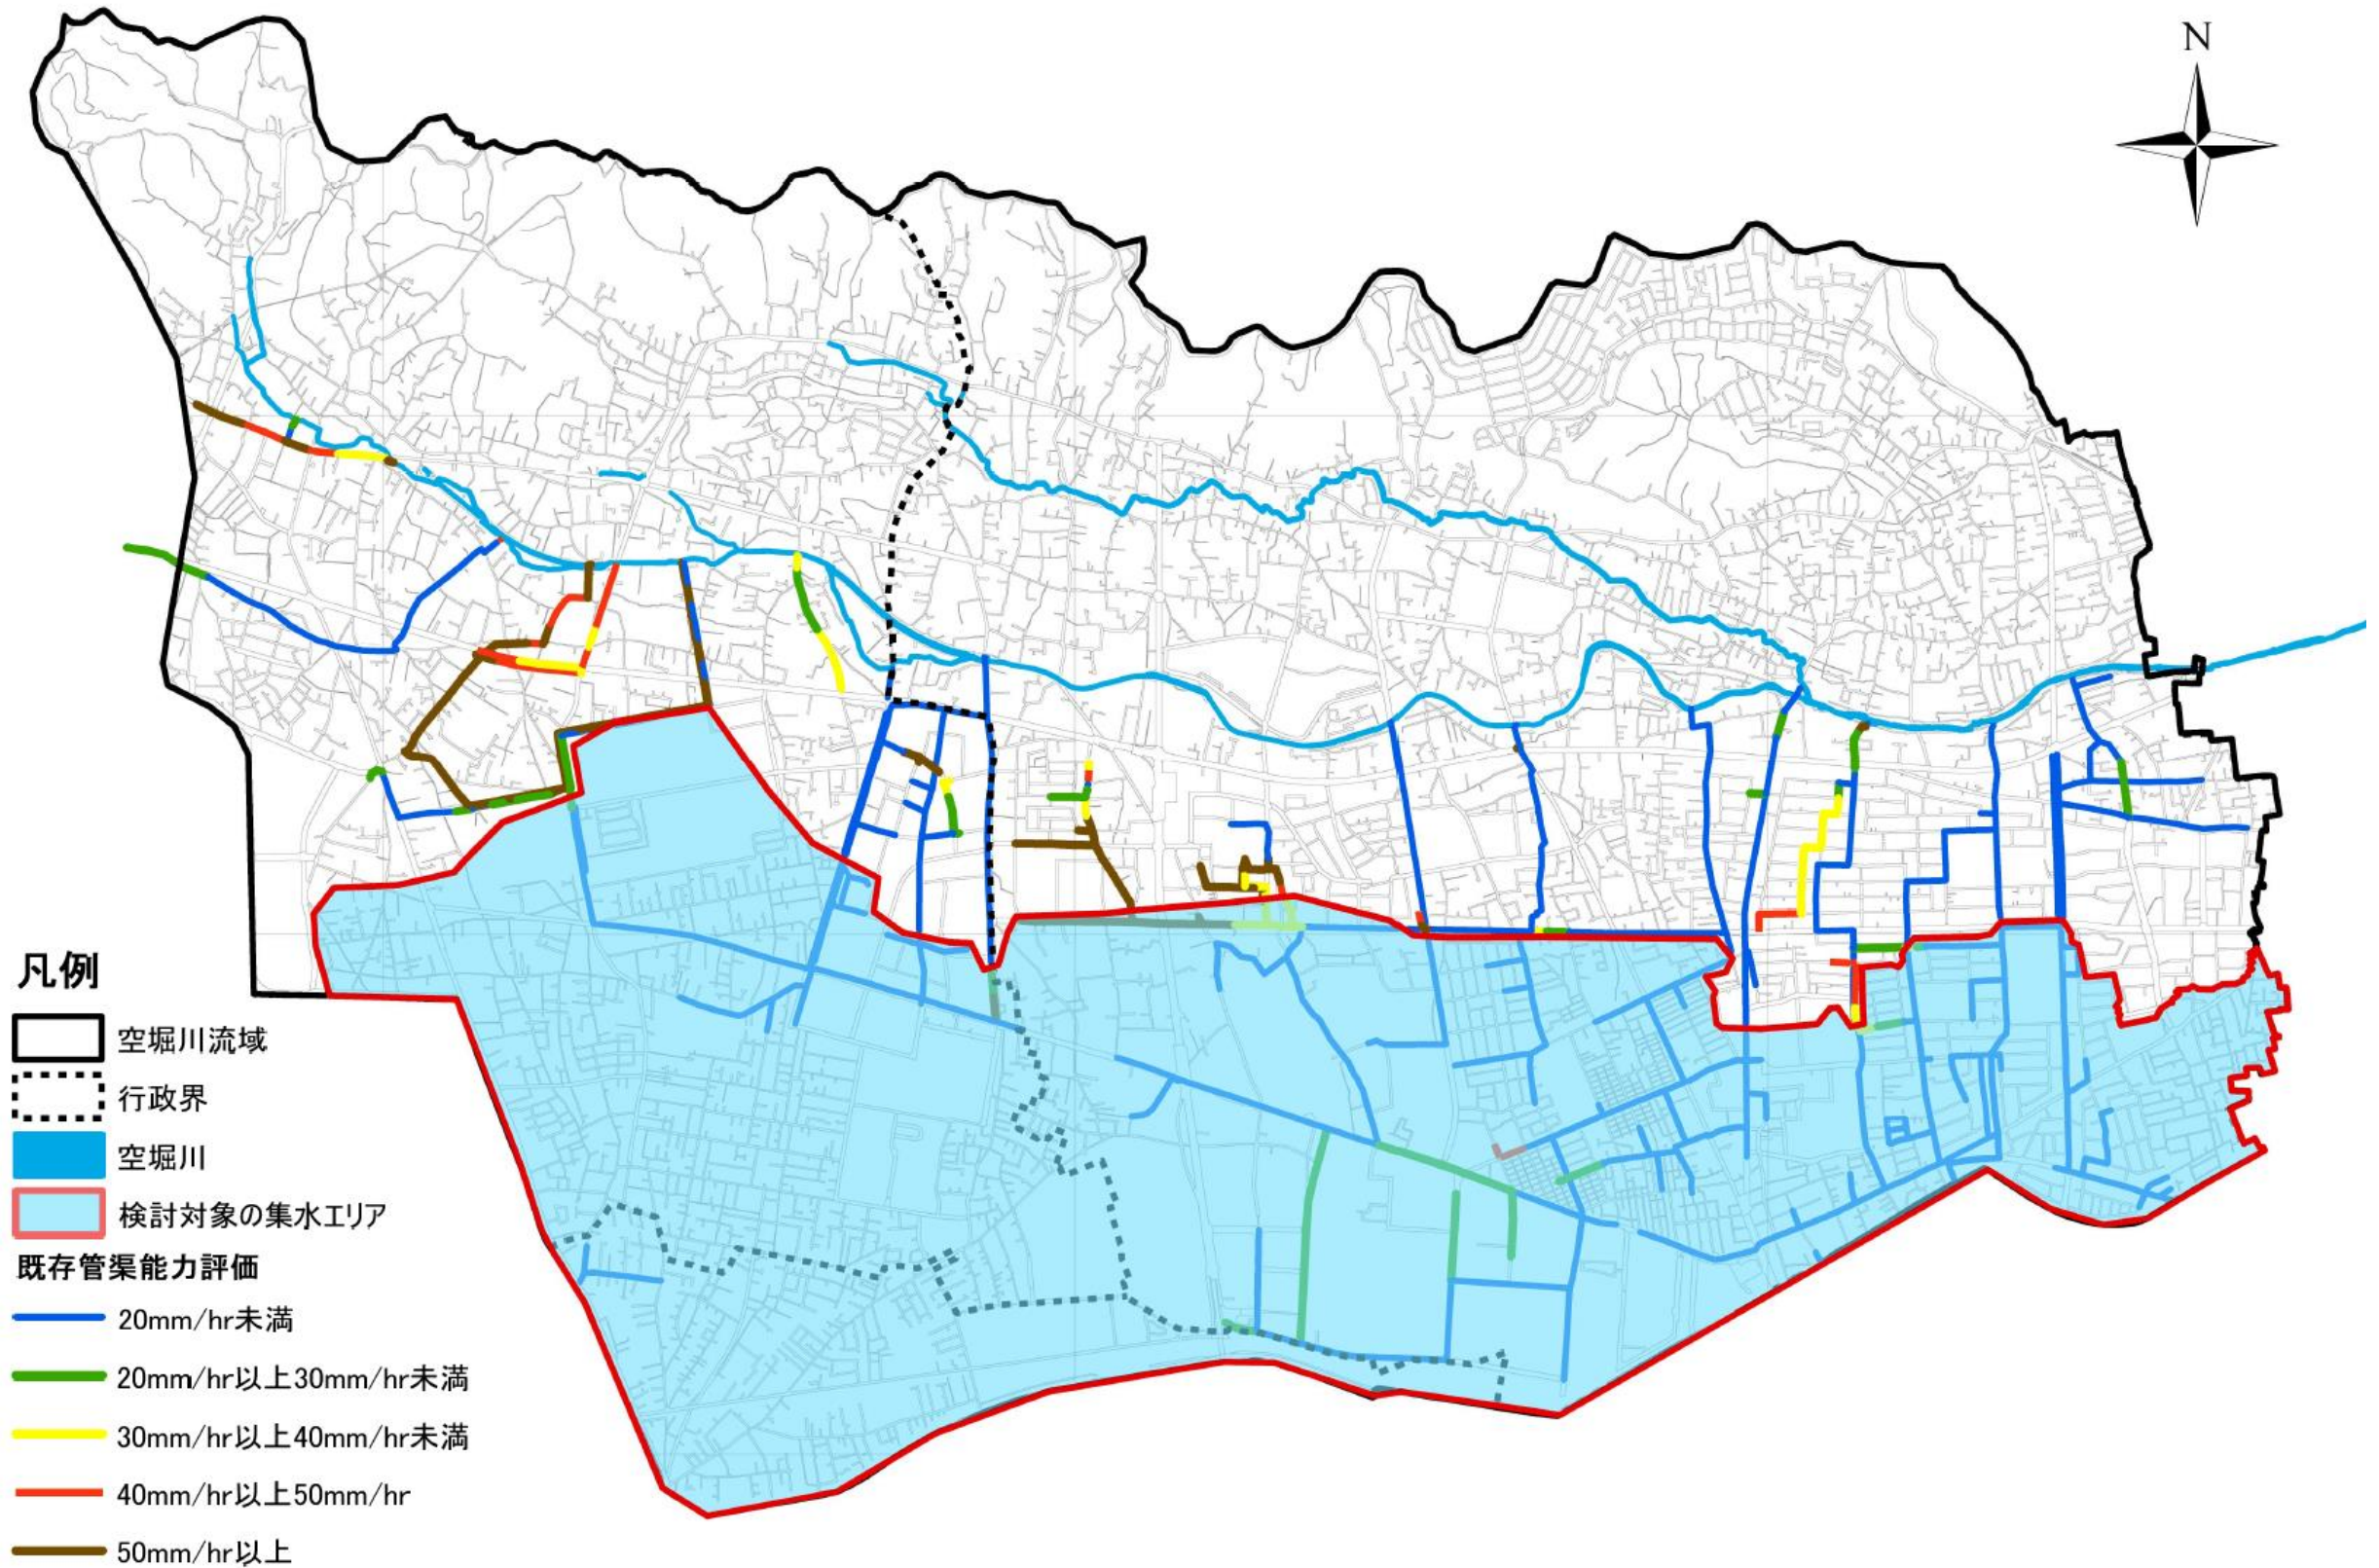 N
凡例
空堀川流域
行政界
空堀川
検討対象の集水エリア
既存管渠能力評価
20mm/hr未満
20mm/hr以上30mm/hr未満
30mm/hr以上40mm/hr未満
40mm/hr以上50mm/hr
50mm/hr以上